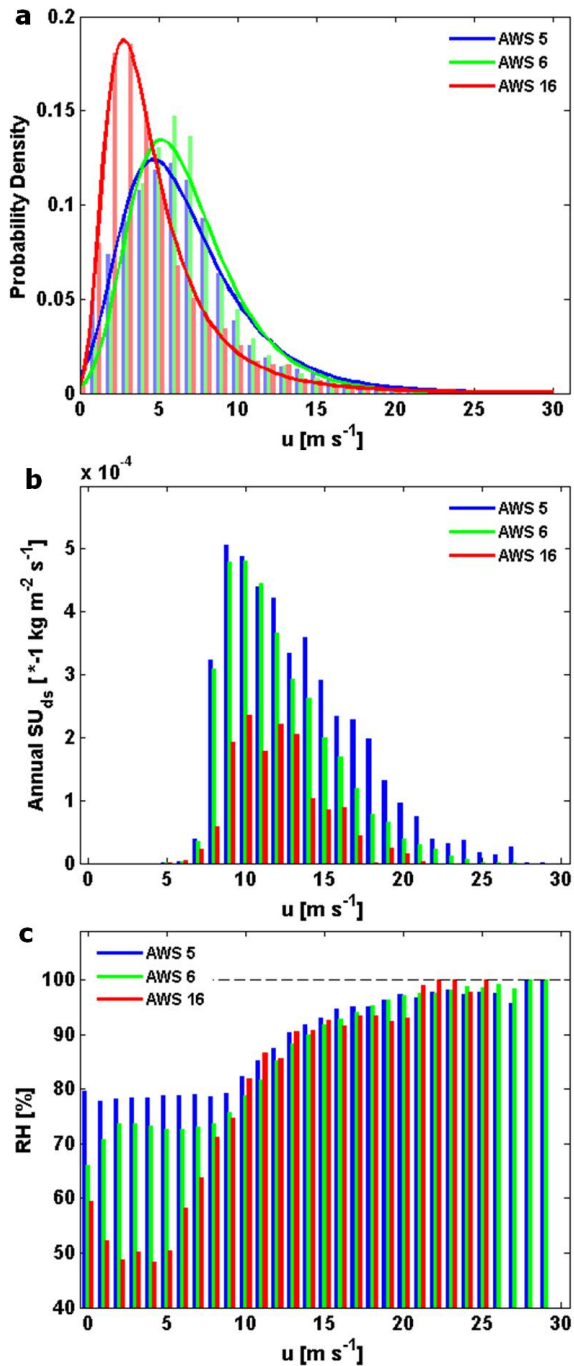 a
0.2
0.15
0.1
0.05
0
Probability Density
AWS 5
AWS 6
AWS 16
0 5 10 15 20 25 30
u [m s-1]
b
x 10-4
5
4
3
2
1
0
Annual SUds [ *-1 kg m-2 s-1]
AWS 5
AWS 6
AWS 16
0 5 10 15 20 25 30
u [m s-1]
c
100
90
80
70
60
50
40
RH [%]
AWS 5
AWS 6
AWS 16
0 5 10 15 20 25 30
u [m s-1]